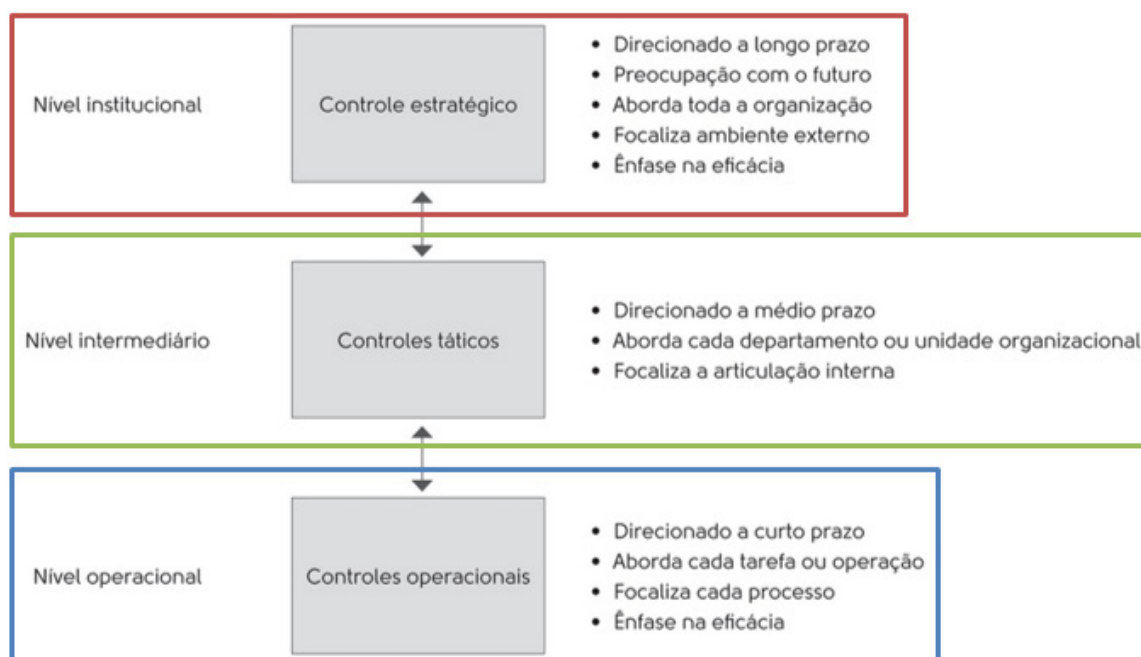 Nível institucional
Controle estratégico
• Direcionado a longo prazo
• Preocupação com o futuro
• Aborda toda a organização
• Focaliza ambiente externo
• Ênfase na eficácia
Nível intermediário
Controles táticos
• Direcionado a médio prazo
• Aborda cada departamento ou unidade organizacional
• Focaliza a articulação interna
Nível operacional
Controles operacionais
• Direcionado a curto prazo
• Aborda cada tarefa ou operação
• Focaliza cada processo
• Ênfase na eficácia